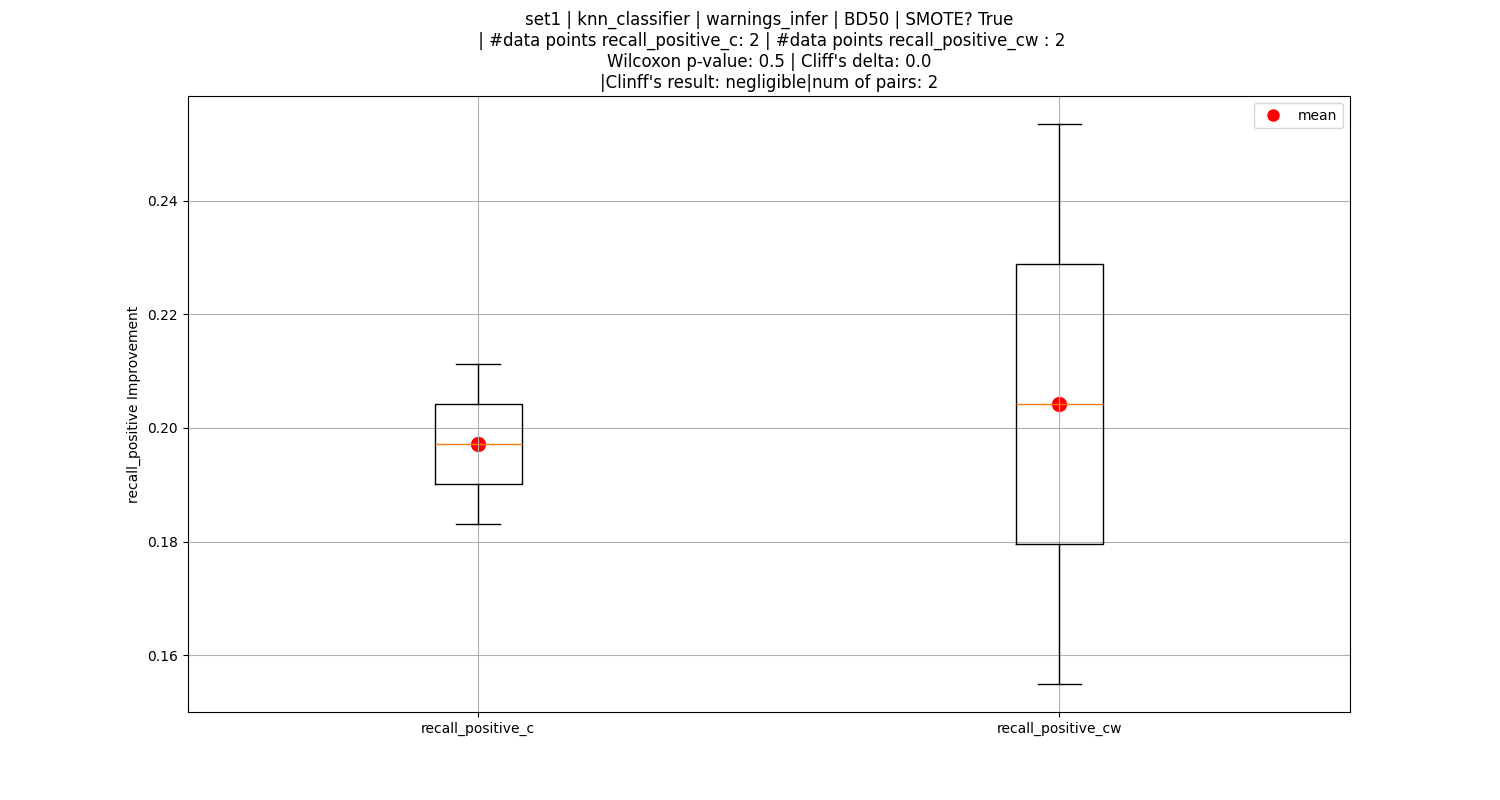 set1 | knn_classifier | warnings_infer | BD50 | SMOTE? True
| #data points recall_positive_c: 2 | #data points recall_positive_cw : 2
Wilcoxon p-value: 0.5 | Cliff's delta: 0.0
|Clinff's result: negligible|num of pairs: 2
mean
0.24
0.22
0.20
0.18
0.16
recall_positive Improvement
recall_positive_c
recall_positive_cw